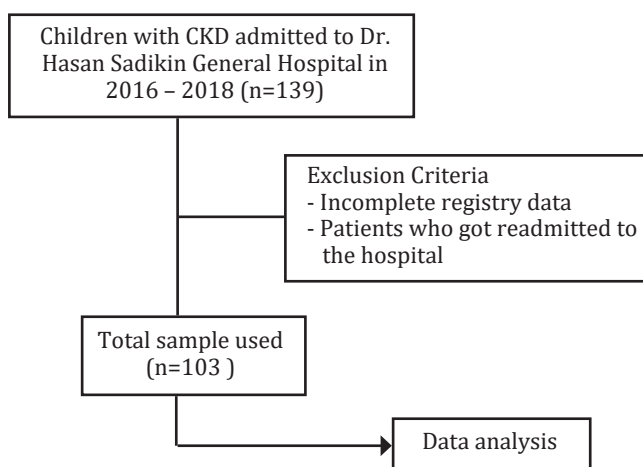 Children with CKD admitted to Dr.
Hasan Sadikin General Hospital in
2016 – 2018 (n=139)
Exclusion Criteria
- Incomplete registry data
- Patients who got readmitted to
the hospital
Total sample used
(n=103 )
Data analysis